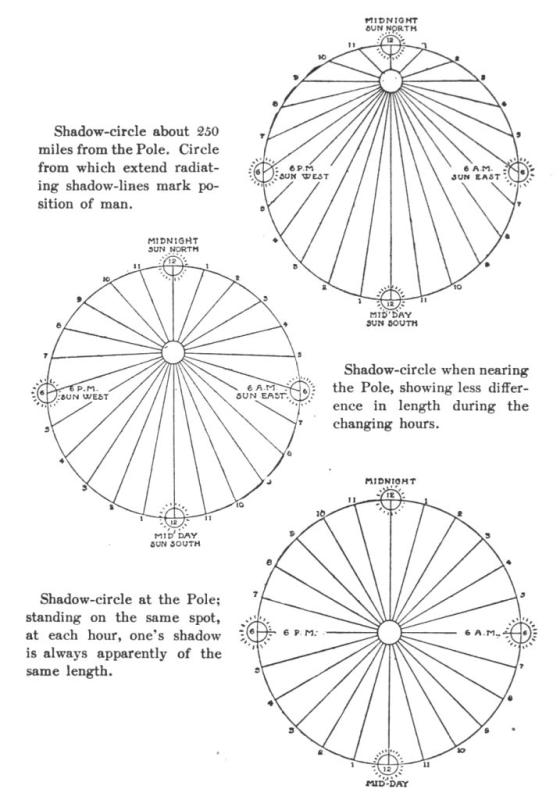 MIDNIGHT
SUN NORTH
11 12 1
10 2
9 3
8 4
7 5
6 6 P.M. 6 A.M. 6
SUN WEST SUN EAST
5 7
4 8
3 9
2 10
1 12 11
MID'DAY
SUN SOUTH
Shadow-circle about 250
miles from the Pole. Circle
from which extend radiat-
ing shadow-lines mark po-
sition of man.
MIDNIGHT
SUN NORTH
11 12 1
10 2
9 3
8 4
7 5
6 6 P.M. 6 A.M. 6
SUN WEST SUN EAST
5 7
4 8
3 9
2 10
1 12 11
MID'DAY
SUN SOUTH
Shadow-circle when nearing
the Pole, showing less differ-
ence in length during the
changing hours.
MIDNIGHT
11 12 1
10 2
9 3
8 4
7 5
6 6 P.M. 6 A.M. 6
5 7
4 8
3 9
2 10
1 12 11
MID-DAY
Shadow-circle at the Pole;
standing on the same spot,
at each hour, one's shadow
is always apparently of the
same length.